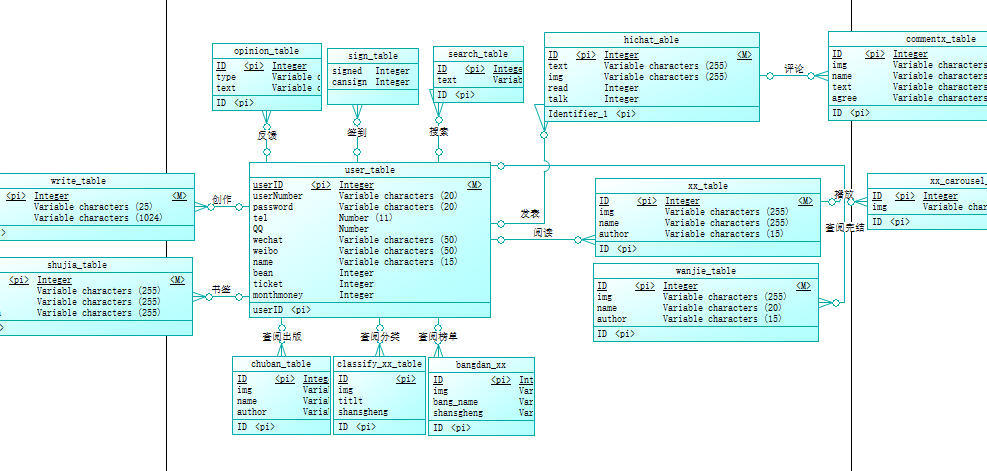 opinion_table
ID <pi> Integer
type Variable c
text Variable c
ID <pi>
sign_table
signed Integer
cansign Integer
search_table
ID <pi> Intege
text Variab
ID <pi>
hichat_able
ID <pi> Integer <M>
text Variable characters (255)
img Variable characters (255)
read Integer
talk Integer
Identifier_1 <pi>
评论
commentx_table
ID <pi> Integer
img Variable characters
name Variable characters
text Variable characters
agree Variable characters
ID <pi>
反馈
签到
搜索
write_table
<pi> Integer <M>
Variable characters (25)
Variable characters (1024)
>
创作
user_table
userID <pi> Integer <M>
userNumber Variable characters (20)
password Variable characters (20)
tel Number (11)
QQ Number
wechat Variable characters (50)
weibo Variable characters (50)
name Variable characters (15)
bean Integer
ticket Integer
monthmoney Integer
userID <pi>
发表
阅读
xx_table
ID <pi> Integer <M>
img Variable characters (255)
name Variable characters (255)
author Variable characters (15)
ID <pi>
播放
查阅完结
xx_carousel_
ID <pi> Integer
img Variable char
ID <pi>
shujia_table
<pi> Integer <M>
Variable characters (255)
Variable characters (255)
Variable characters (255)
>
书签
wanjie_table
ID <pi> Integer <M>
img Variable characters (255)
name Variable characters (20)
author Variable characters (15)
ID <pi>
查阅出版
查阅分类
查阅榜单
chuban_table
ID <pi> Integ
img Varia
name Varia
author Varia
ID <pi>
classify_xx_table
ID <pi>
img
titlt
shansgheng
ID <pi>
bangdan_xx
ID <pi> Int
img Var
bang_name Var
shansgheng Var
ID <pi>